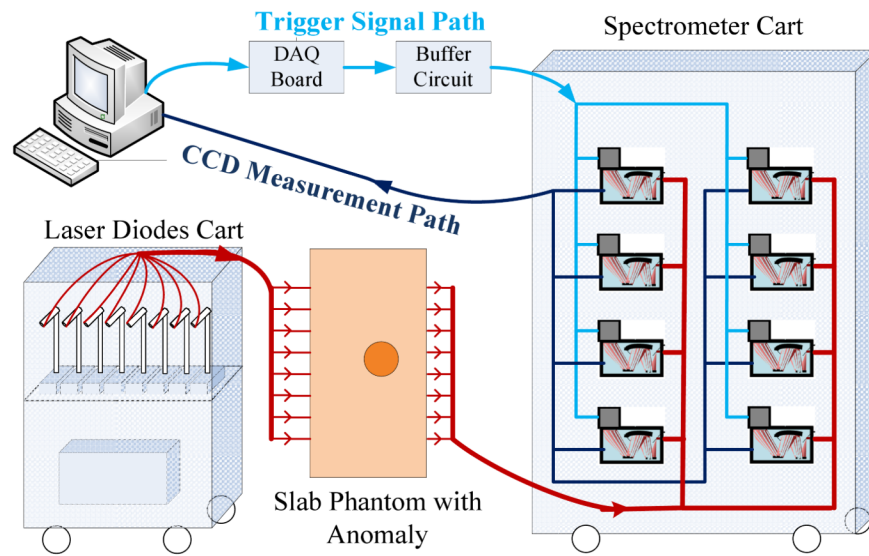 Trigger Signal Path
Spectrometer Cart
DAQ
Board
Buffer
Circuit
CCD Measurement Path
Laser Diodes Cart
Slab Phantom with
Anomaly